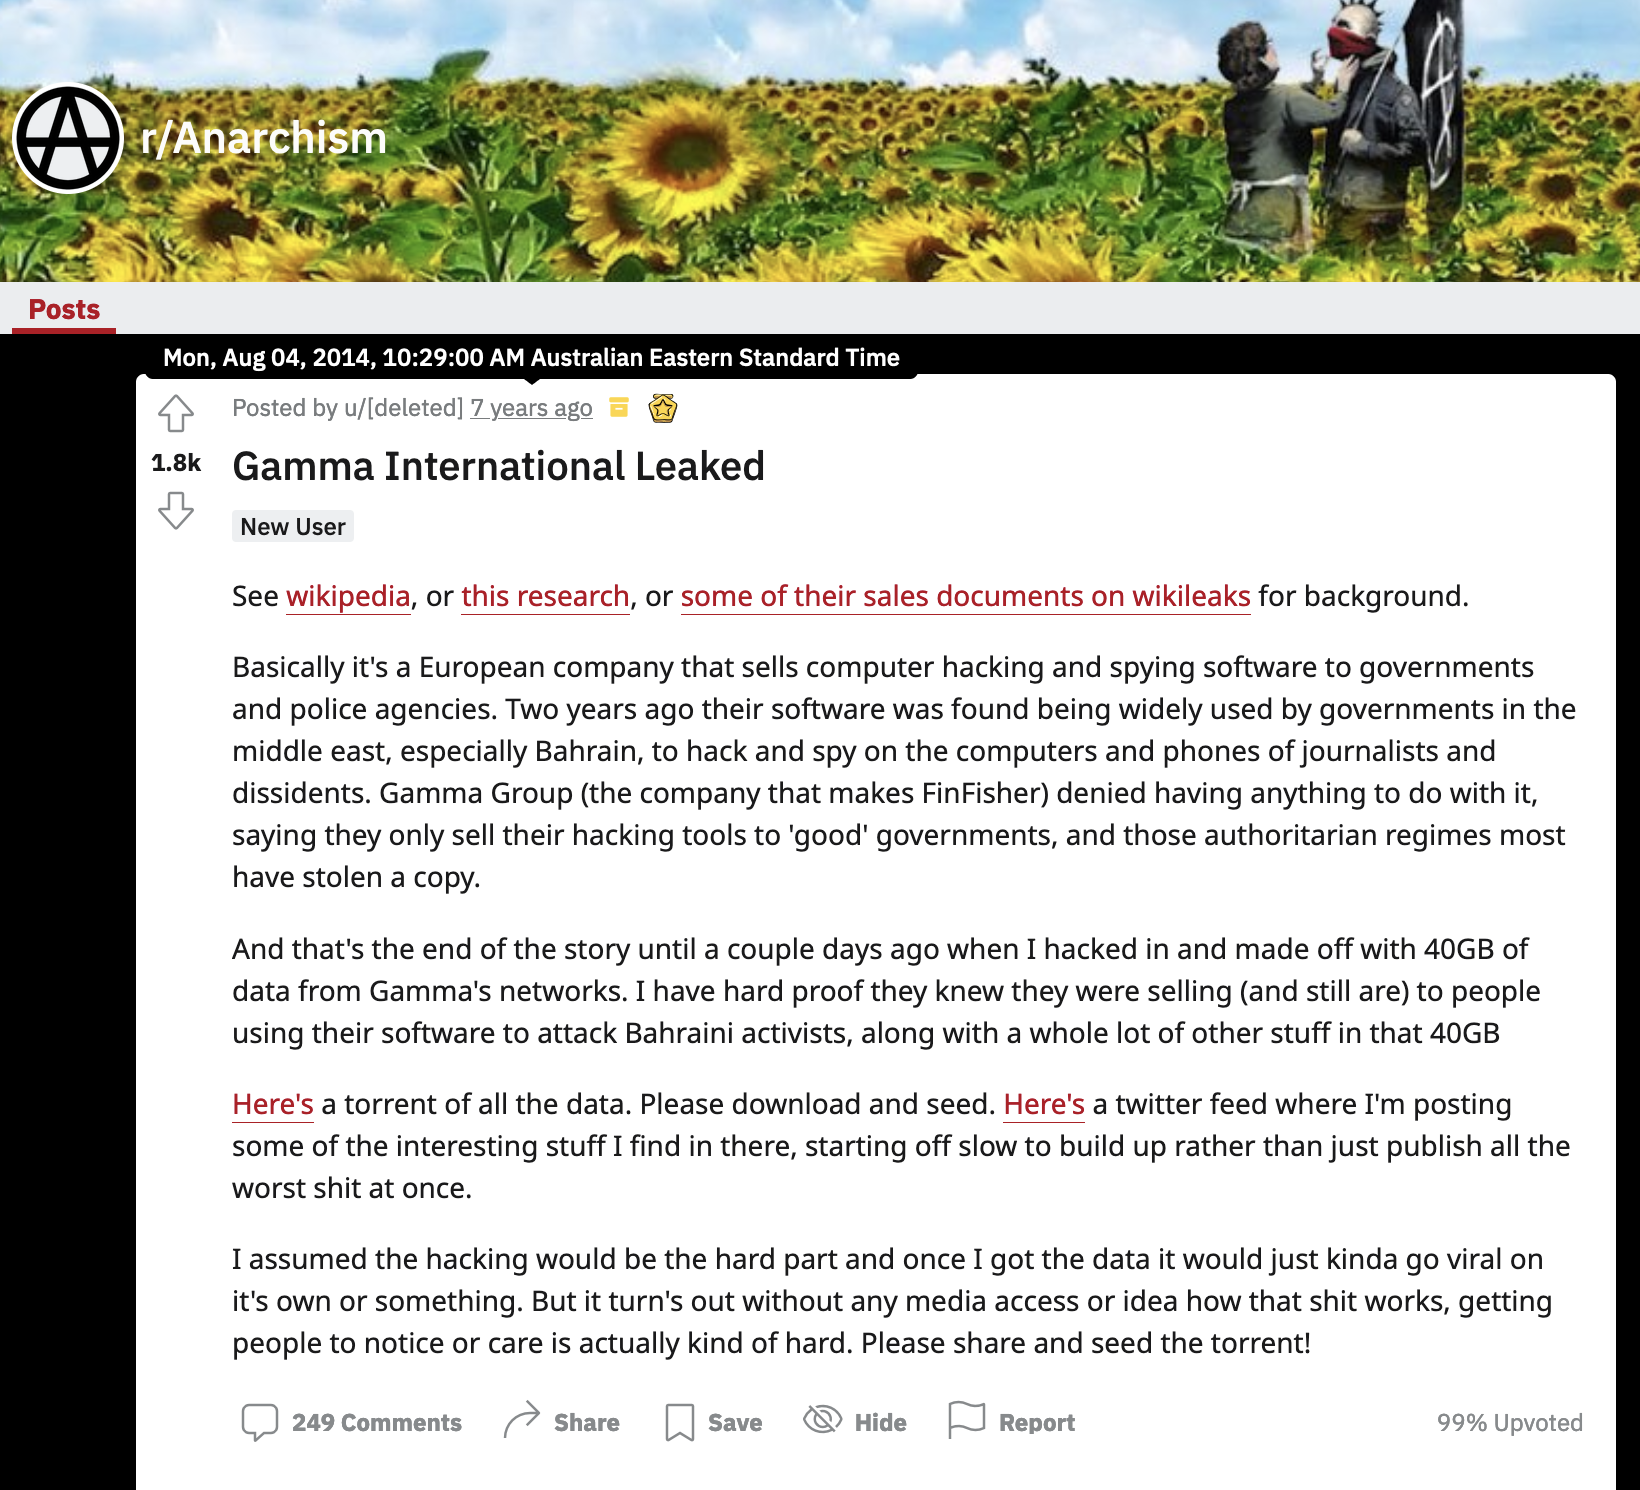 r/Anarchism
Posts
Mon, Aug 04, 2014, 10:29:00 AM Australian Eastern Standard Time
Posted by u/[deleted] 7 years ago
1.8k
Gamma International Leaked
New User
See wikipedia, or this research, or some of their sales documents on wikileaks for background.
Basically it's a European company that sells computer hacking and spying software to governments
and police agencies. Two years ago their software was found being widely used by governments in the
middle east, especially Bahrain, to hack and spy on the computers and phones of journalists and
dissidents. Gamma Group (the company that makes FinFisher) denied having anything to do with it,
saying they only sell their hacking tools to 'good' governments, and those authoritarian regimes most
have stolen a copy.
And that's the end of the story until a couple days ago when I hacked in and made off with 40GB of
data from Gamma's networks. I have hard proof they knew they were selling (and still are) to people
using their software to attack Bahraini activists, along with a whole lot of other stuff in that 40GB
Here's a torrent of all the data. Please download and seed. Here's a twitter feed where I'm posting
some of the interesting stuff I find in there, starting off slow to build up rather than just publish all the
worst shit at once.
I assumed the hacking would be the hard part and once I got the data it would just kinda go viral on
it's own or something. But it turn's out without any media access or idea how that shit works, getting
people to notice or care is actually kind of hard. Please share and seed the torrent!
249 Comments Share Save Hide Report 99% Upvoted